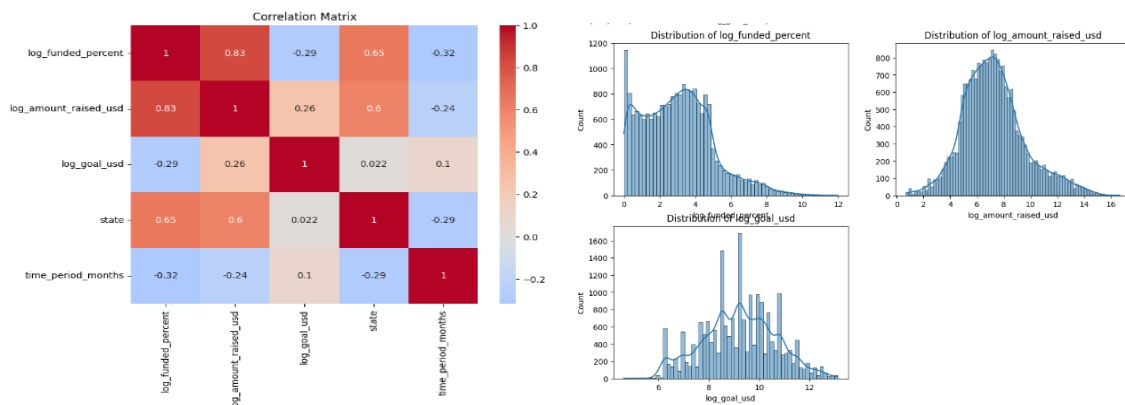 Correlation Matrix
log_funded_percent
log_amount_raised_usd
log_goal_usd
state
time_period_months
1 0.83 -0.29 0.65 -0.32
0.83 1 0.26 0.6 -0.24
-0.29 0.26 1 0.022 0.1
0.65 0.6 0.022 1 -0.29
-0.32 -0.24 0.1 -0.29 1
log_funded_percent
log_amount_raised_usd
log_goal_usd
state
time_period_months
1.0
0.8
0.6
0.4
0.2
0.0
−0.2
Distribution of log_funded_percent
Count
1200
1000
800
600
400
200
0
0 2 4 6 8 10 12
log_funded_percent
Distribution of log_amount_raised_usd
Count
800
700
600
500
400
300
200
100
0
0 2 4 6 8 10 12 14 16
log_amount_raised_usd
Distribution of log_goal_usd
Count
1600
1400
1200
1000
800
600
400
200
0
6 8 10 12
log_goal_usd